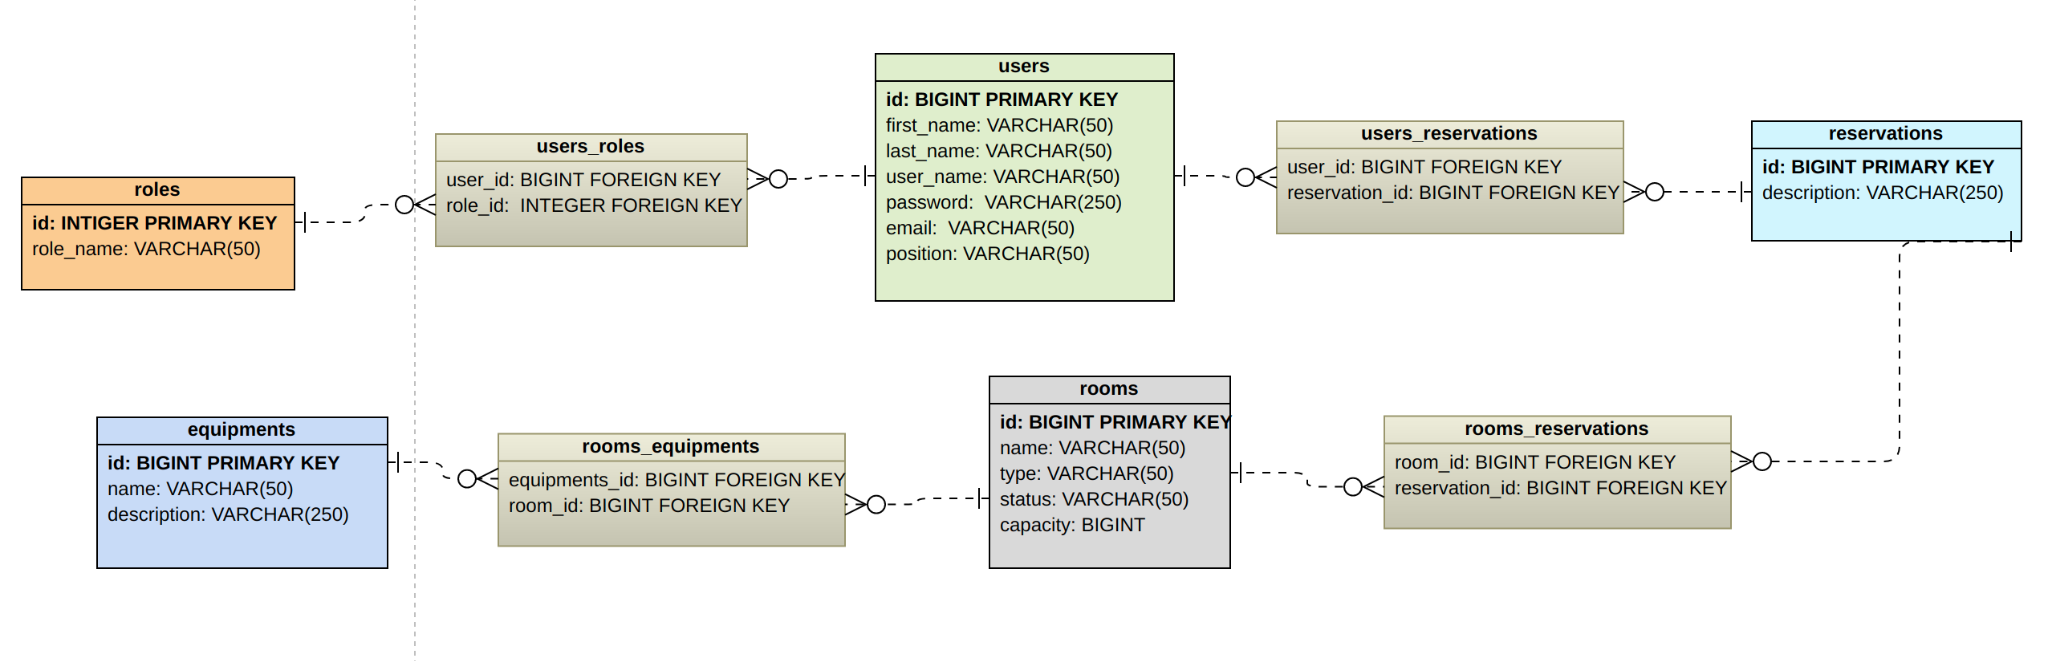 users
id: BIGINT PRIMARY KEY
first_name: VARCHAR(50)
last_name: VARCHAR(50)
user_name: VARCHAR(50)
password:  VARCHAR(250)
email:  VARCHAR(50)
position: VARCHAR(50)
users_roles
user_id: BIGINT FOREIGN KEY
role_id:  INTEGER FOREIGN KEY
users_reservations
user_id: BIGINT FOREIGN KEY
reservation_id: BIGINT FOREIGN KEY
reservations
id: BIGINT PRIMARY KEY
description: VARCHAR(250)
roles
id: INTIGER PRIMARY KEY
role_name: VARCHAR(50)
equipments
id: BIGINT PRIMARY KEY
name: VARCHAR(50)
description: VARCHAR(250)
rooms_equipments
equipments_id: BIGINT FOREIGN KEY
room_id: BIGINT FOREIGN KEY
rooms
id: BIGINT PRIMARY KEY
name: VARCHAR(50)
type: VARCHAR(50)
status: VARCHAR(50)
capacity: BIGINT
rooms_reservations
room_id: BIGINT FOREIGN KEY
reservation_id: BIGINT FOREIGN KEY